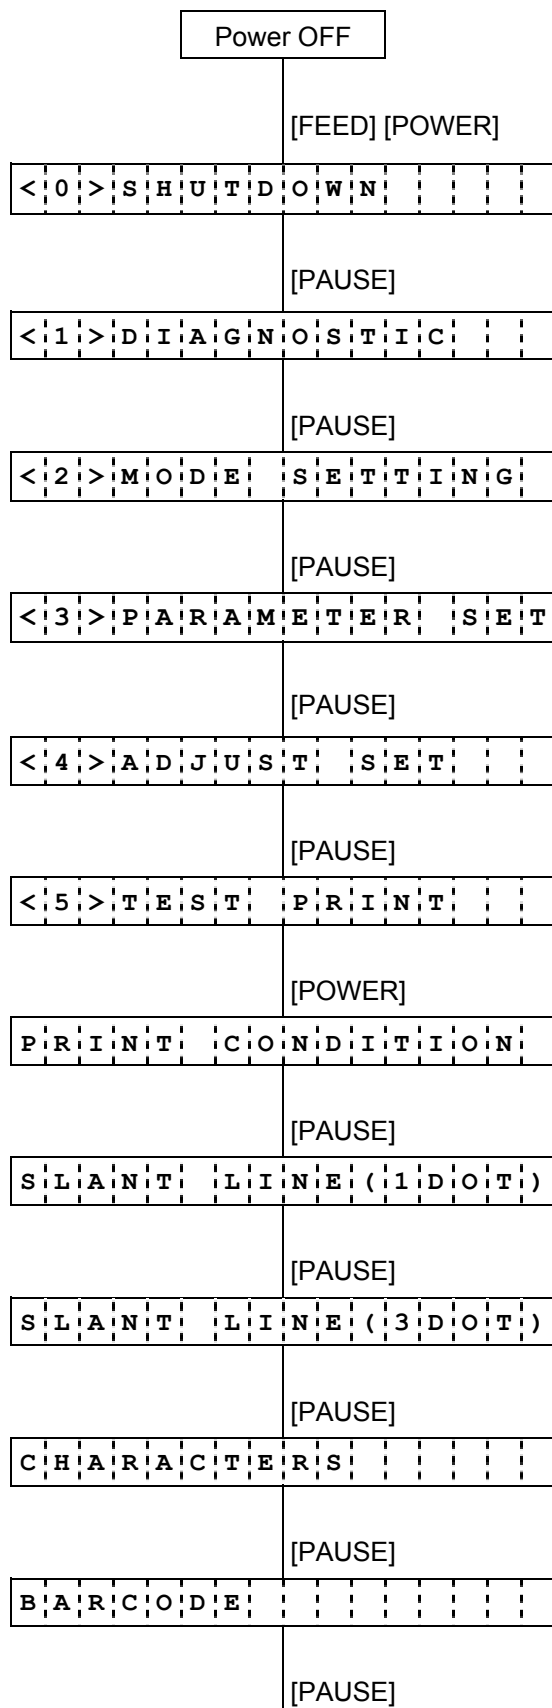 Power OFF
[FEED] [POWER]
<0>SHUTDOWN
[PAUSE]
<1>DIAGNOSTIC
[PAUSE]
<2>MODE SETTING
[PAUSE]
<3>PARAMETER SET
[PAUSE]
<4>ADJUST SET
[PAUSE]
<5>TEST PRINT
[POWER]
PRINT CONDITION
[PAUSE]
SLANT LINE(1DOT)
[PAUSE]
SLANT LINE(3DOT)
[PAUSE]
CHARACTERS
[PAUSE]
BARCODE
[PAUSE]